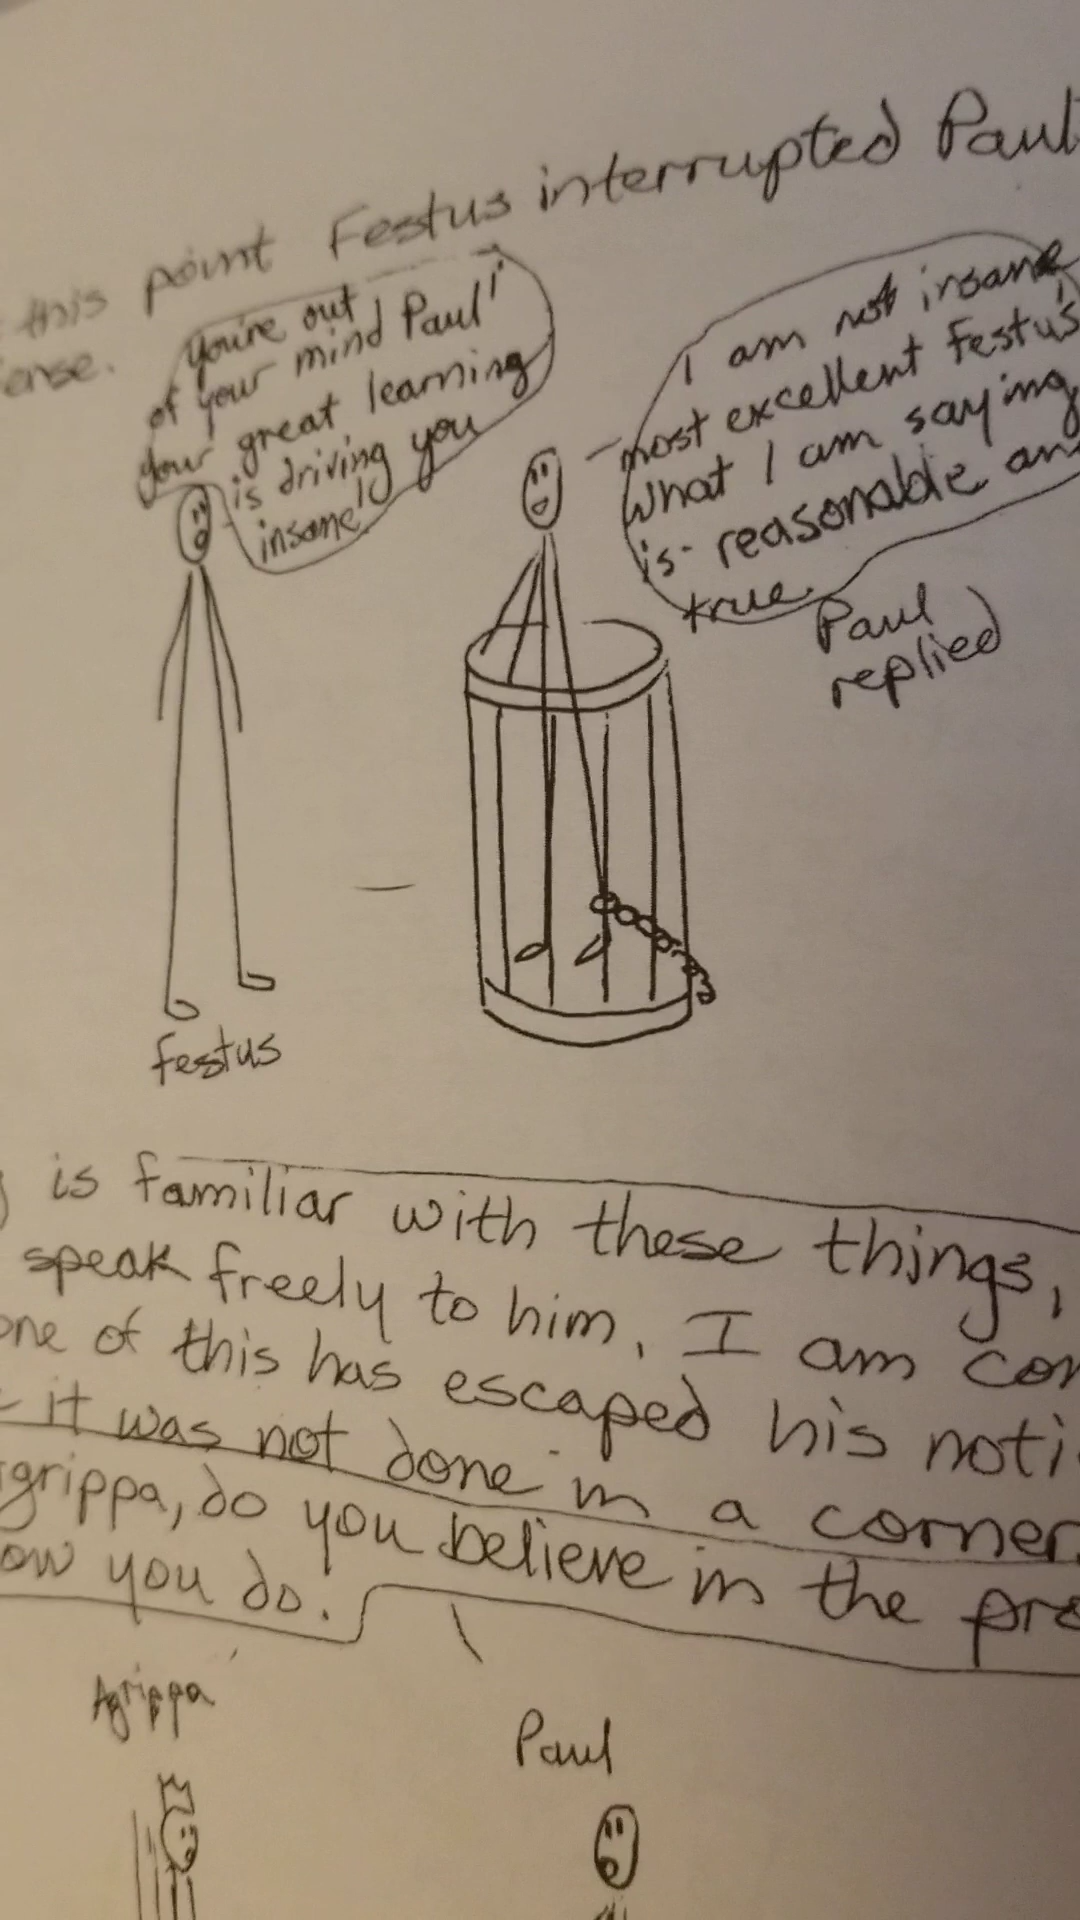 this point Festus interrupted Paul
ense.
you're out
of your mind Paul!
your great learning
is driving you
insane!
I am not insane,
most excellent Festus
what I am saying
is reasonable an
true.
Paul
replied
festus
is familiar with these things,
speak freely to him. I am con
one of this has escaped his noti
it was not done in a corner.
grippa, do you believe in the pro
ow you do.
Agrippa
Paul